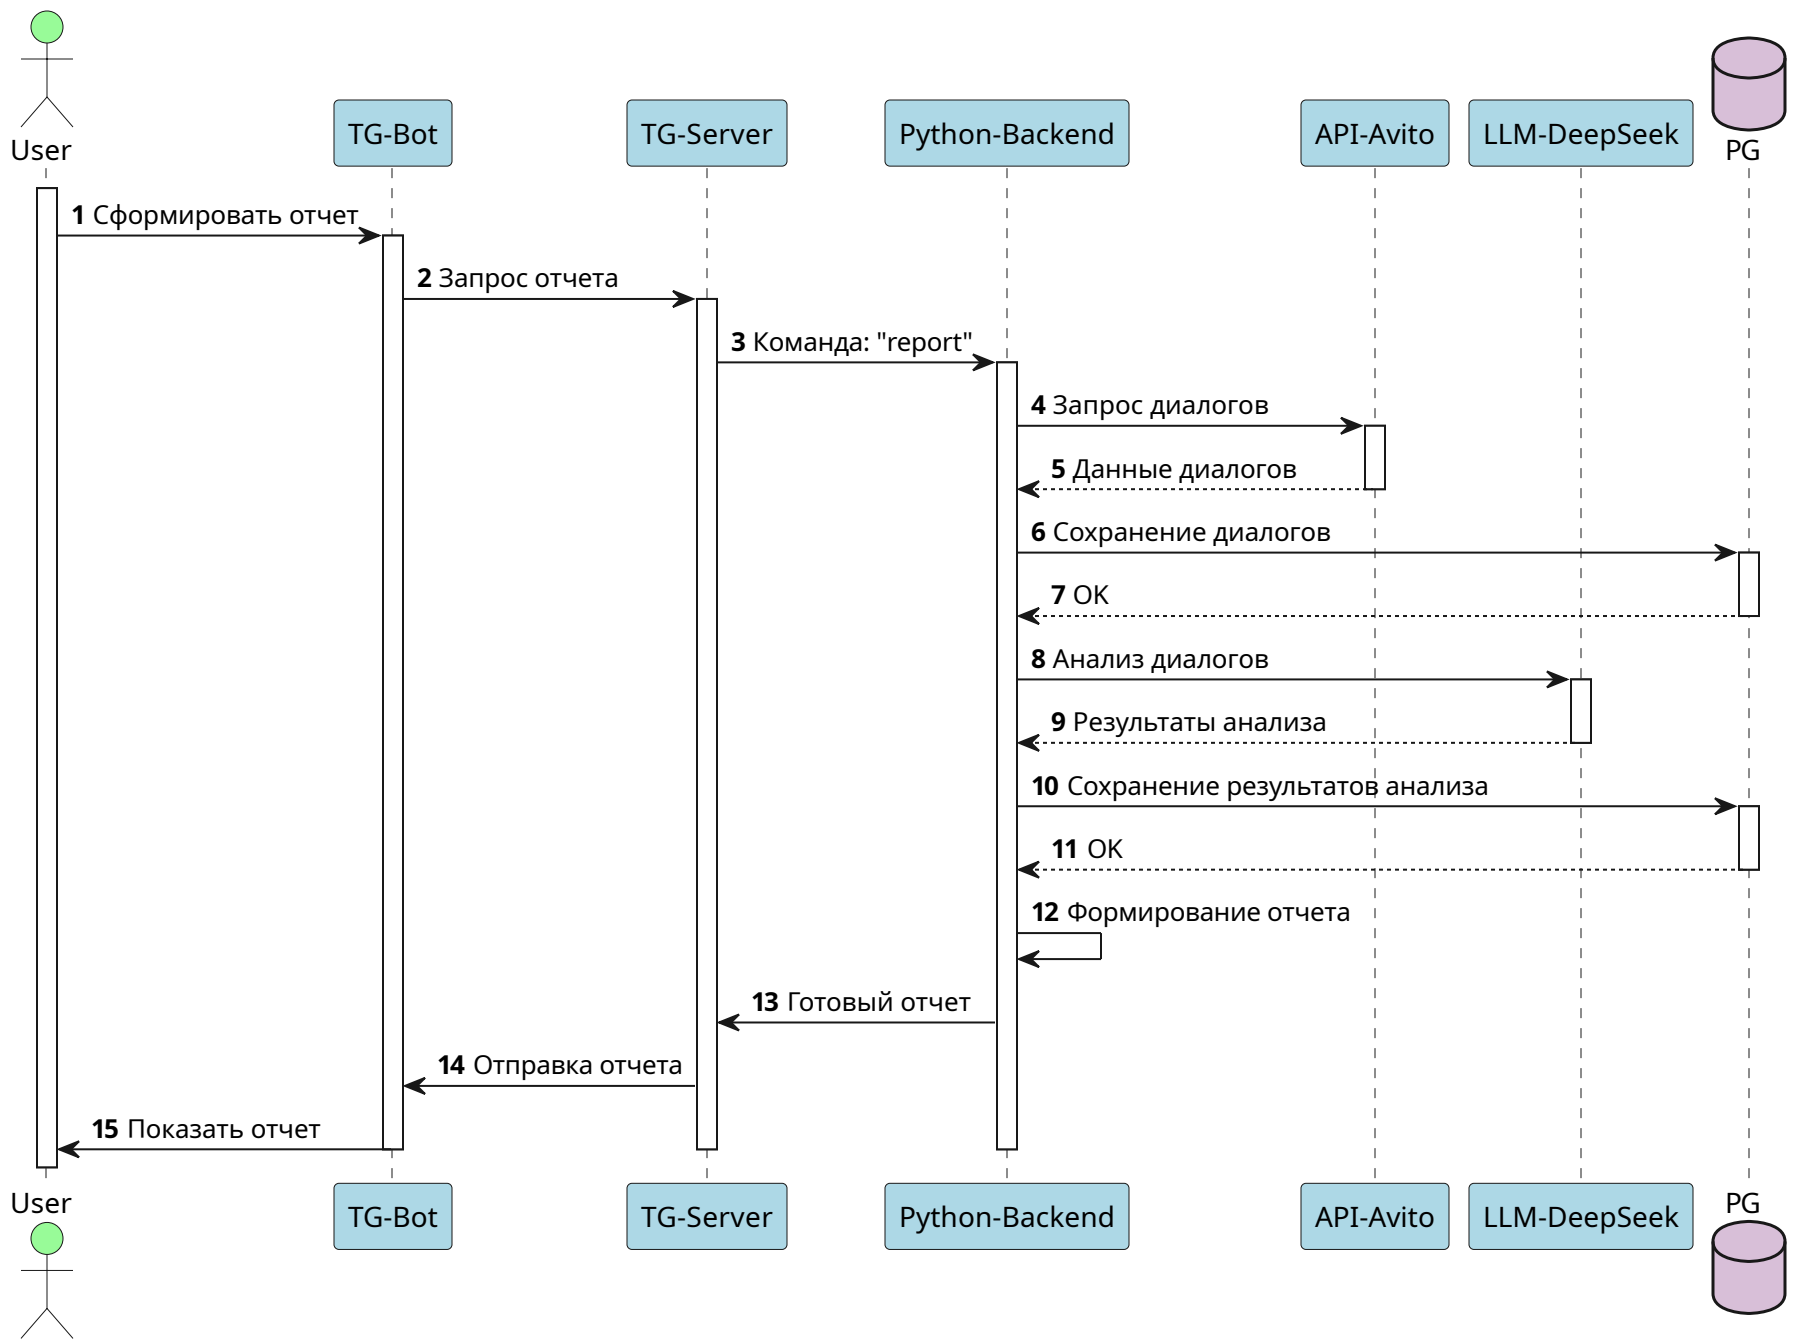 User
TG-Bot
TG-Server
Python-Backend
API-Avito
LLM-DeepSeek
PG
1 Сформировать отчет
2 Запрос отчета
3 Команда: "report"
4 Запрос диалогов
5 Данные диалогов
6 Сохранение диалогов
7 OK
8 Анализ диалогов
9 Результаты анализа
10 Сохранение результатов анализа
11 OK
12 Формирование отчета
13 Готовый отчет
14 Отправка отчета
15 Показать отчет
User
TG-Bot
TG-Server
Python-Backend
API-Avito
LLM-DeepSeek
PG